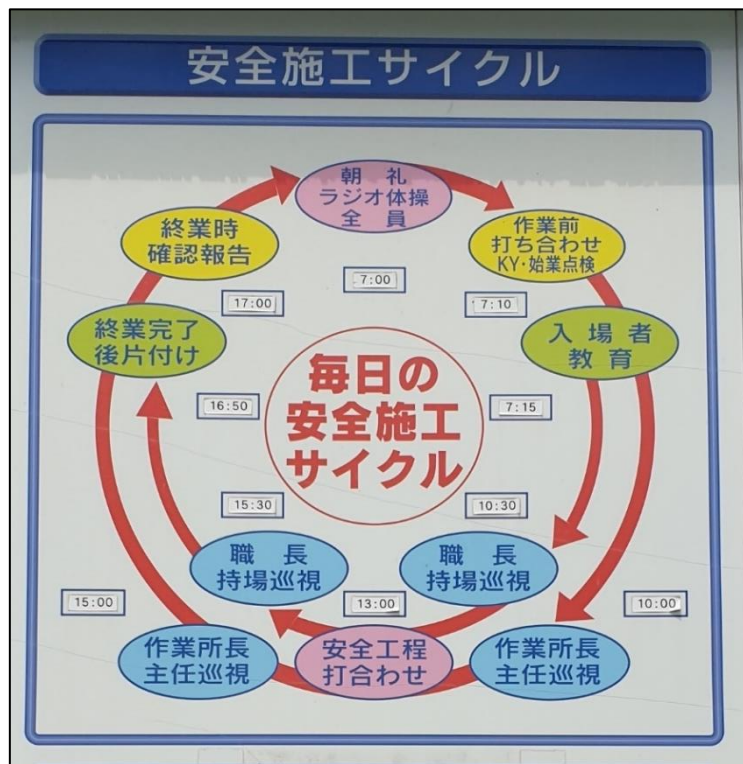 安全施工サイクル
朝礼
ラジオ体操
全員
7:00
作業前
打ち合わせ
KY・始業点検
7:10
入場者
教育
7:15
作業所長
主任巡視
10:00
職長
持場巡視
10:30
安全工程
打合わせ
13:00
作業所長
主任巡視
15:00
職長
持場巡視
15:30
終業完了
後片付け
16:50
終業時
確認報告
17:00
毎日の
安全施工
サイクル